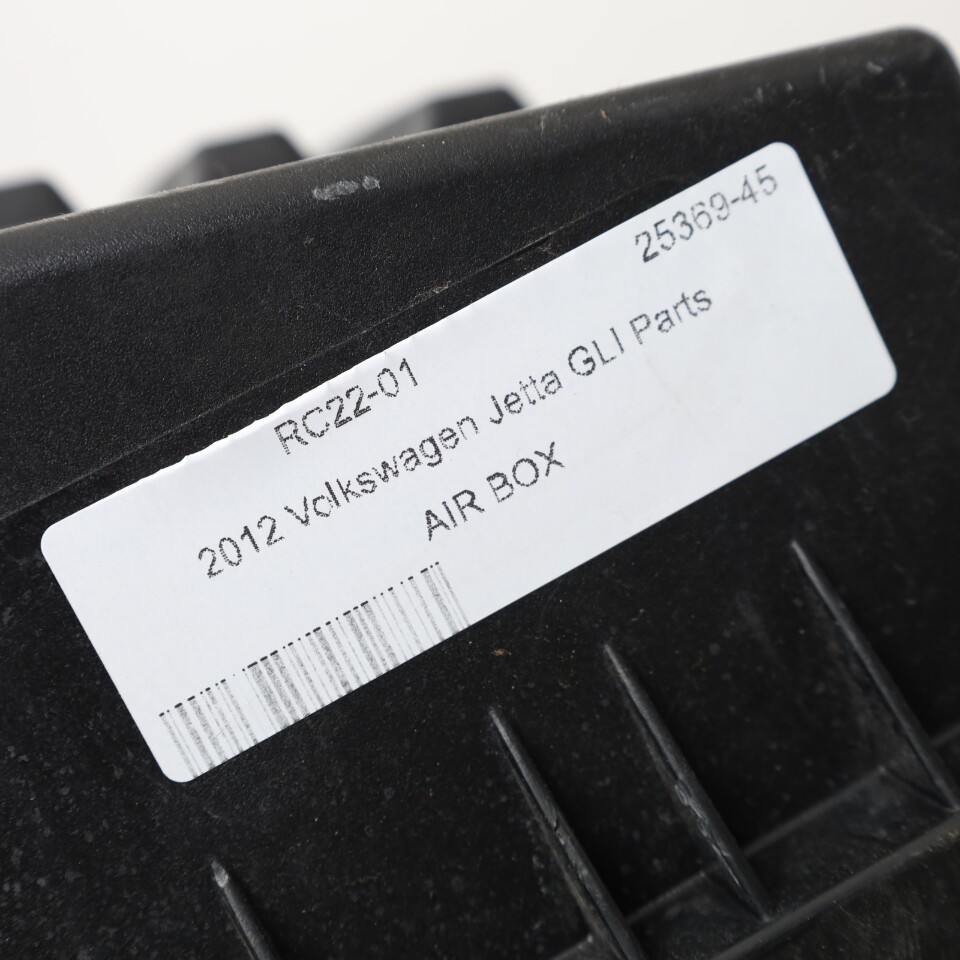 25369-45
RC22-01
2012 Volkswagen Jetta GLI Parts
AIR BOX